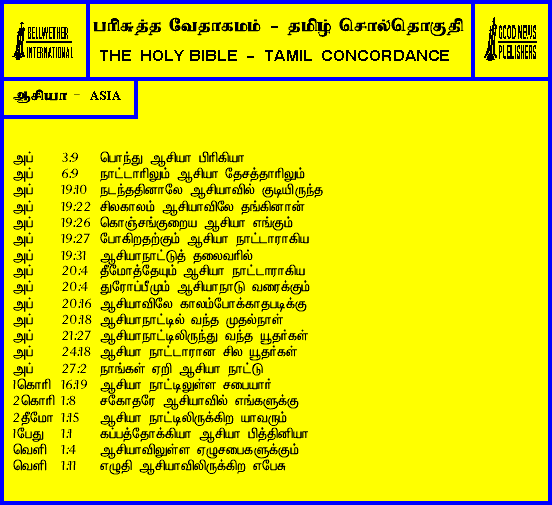 BELLWETHER
INTERNATIONAL
பரிசுத்த வேதாகமம் - தமிழ் சொல்தொகுதி
THE HOLY BIBLE - TAMIL CONCORDANCE
GOOD NEWS
PUBLISHERS
ஆசியா - ASIA
அப் 3:9 பொந்து ஆசியா பிரிகியா
அப் 6:9 நாட்டாரிலும் ஆசியா தேசத்தாரிலும்
அப் 19:10 நடந்ததினாலே ஆசியாவில் குடியிருந்த
அப் 19:22 சிலகாலம் ஆசியாவிலே தங்கினான்
அப் 19:26 கொஞ்சங்குறைய ஆசியா எங்கும்
அப் 19:27 போகிறதற்கும் ஆசியா நாட்டாராகிய
அப் 19:31 ஆசியாநாட்டுத் தலைவரில்
அப் 20:4 தீமோத்தேயும் ஆசியா நாட்டாராகிய
அப் 20:4 துரோப்பீமும் ஆசியாநாடு வரைக்கும்
அப் 20:16 ஆசியாவிலே காலம்போக்காதபடிக்கு
அப் 20:18 ஆசியாநாட்டில் வந்த முதல்நாள்
அப் 21:27 ஆசியாநாட்டிலிருந்து வந்த யூதர்கள்
அப் 24:18 ஆசியா நாட்டாரான சில யூதர்கள்
அப் 27:2 நாங்கள் ஏறி ஆசியா நாட்டு
1கொரி 16:19 ஆசியா நாட்டிலுள்ள சபையார்
2கொரி 1:8 சகோதரரே ஆசியாவில் எங்களுக்கு
2தீமோ 1:15 ஆசியா நாட்டிலிருக்கிற யாவரும்
1பேது 1:1 கப்பத்தோக்கியா ஆசியா பித்தினியா
வெளி 1:4 ஆசியாவிலுள்ள ஏழுசபைகளுக்கும்
வெளி 1:11 எழுதி ஆசியாவிலிருக்கிற எபேசு